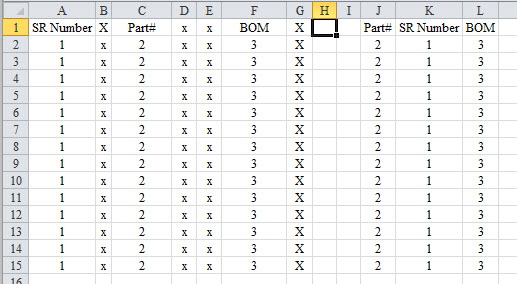 A B C D E F G H I J K L
1 SR Number X Part# x x BOM X Part# SR Number BOM
2 1 x 2 x x 3 X 2 1 3
3 1 x 2 x x 3 X 2 1 3
4 1 x 2 x x 3 X 2 1 3
5 1 x 2 x x 3 X 2 1 3
6 1 x 2 x x 3 X 2 1 3
7 1 x 2 x x 3 X 2 1 3
8 1 x 2 x x 3 X 2 1 3
9 1 x 2 x x 3 X 2 1 3
10 1 x 2 x x 3 X 2 1 3
11 1 x 2 x x 3 X 2 1 3
12 1 x 2 x x 3 X 2 1 3
13 1 x 2 x x 3 X 2 1 3
14 1 x 2 x x 3 X 2 1 3
15 1 x 2 x x 3 X 2 1 3
16